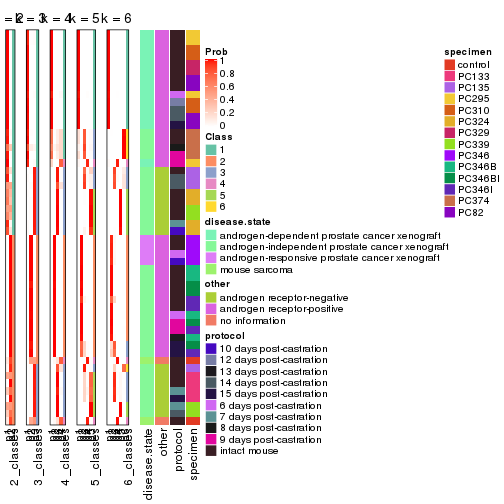 = 2 k = 3 k = 4 k = 5 k = 6
Prob
1
0.8
0.6
0.4
0.2
0
Class
1
2
3
4
5
6
disease.state
androgen-dependent prostate cancer xenograft
androgen-independent prostate cancer xenograft
androgen-responsive prostate cancer xenograft
mouse sarcoma
other
androgen receptor-negative
androgen receptor-positive
no information
protocol
10 days post-castration
12 days post-castration
13 days post-castration
14 days post-castration
15 days post-castration
6 days post-castration
7 days post-castration
8 days post-castration
9 days post-castration
intact mouse
specimen
control
PC133
PC135
PC295
PC310
PC324
PC329
PC339
PC346
PC346B
PC346BI
PC346I
PC374
PC82
2_classes
3_classes
4_classes
5_classes
6_classes
disease.state
other
protocol
specimen